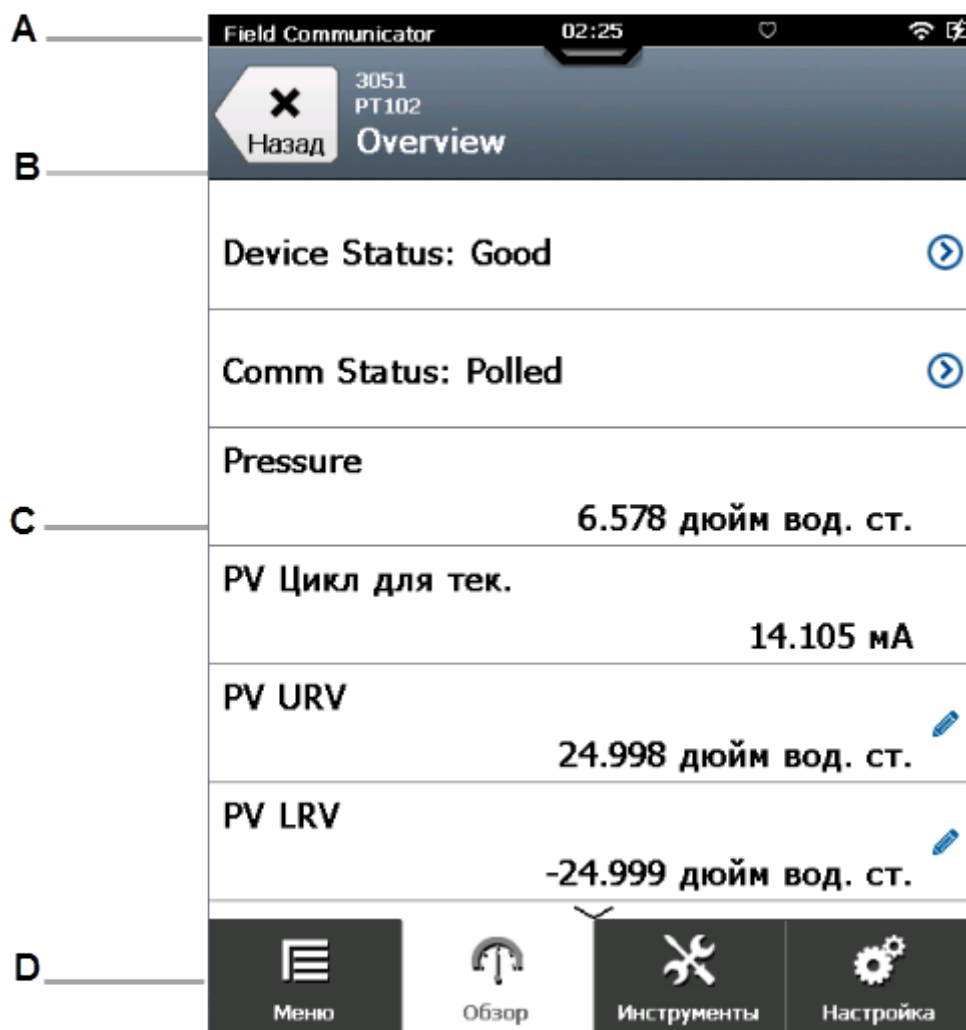 A
Field Communicator 02:25
3051
PT102
Назад Overview
B
Device Status: Good
Comm Status: Polled
Pressure
C
6.578 дюйм вод. ст.
PV Цикл для тек.
14.105 мА
PV URV
24.998 дюйм вод. ст.
PV LRV
-24.999 дюйм вод. ст.
D
Меню Обзор Инструменты Настройка